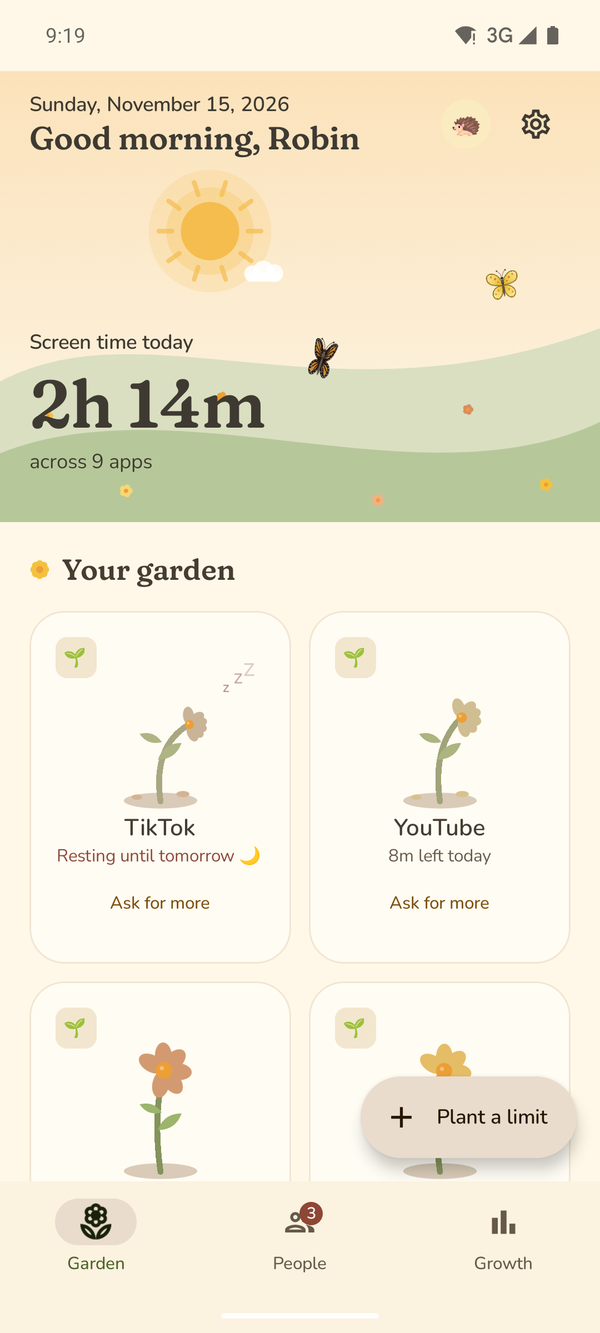 9:19
3G
Sunday, November 15, 2026
Good morning, Robin
Screen time today
2h 14m
across 9 apps
Your garden
z z Z
TikTok
Resting until tomorrow 🌙
Ask for more
YouTube
8m left today
Ask for more
+ Plant a limit
Garden
3
People
Growth